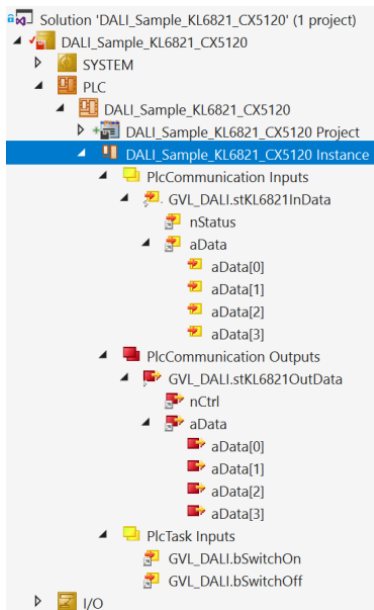 Solution 'DALI_Sample_KL6821_CX5120' (1 project)
DALI_Sample_KL6821_CX5120
SYSTEM
PLC
DALI_Sample_KL6821_CX5120
DALI_Sample_KL6821_CX5120 Project
DALI_Sample_KL6821_CX5120 Instance
PlcCommunication Inputs
GVL_DALI.stKL6821InData
nStatus
aData
aData[0]
aData[1]
aData[2]
aData[3]
PlcCommunication Outputs
GVL_DALI.stKL6821OutData
nCtrl
aData
aData[0]
aData[1]
aData[2]
aData[3]
PlcTask Inputs
GVL_DALI.bSwitchOn
GVL_DALI.bSwitchOff
I/O